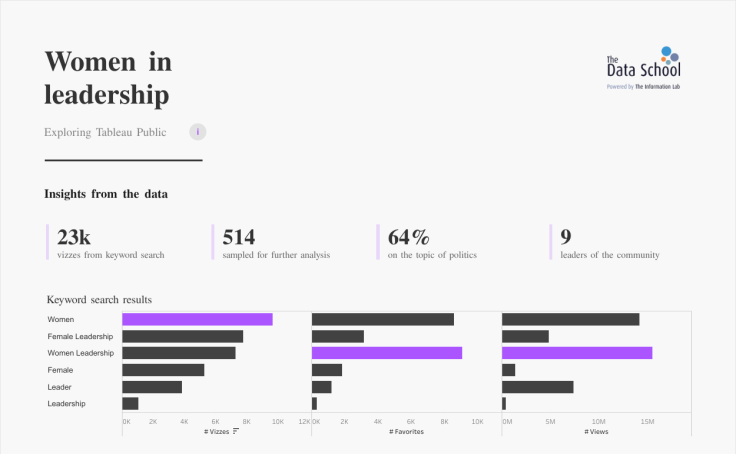 Women in
leadership
The
Data School
Powered by The Information Lab
Exploring Tableau Public
i
Insights from the data
23k
vizzes from keyword search
514
sampled for further analysis
64%
on the topic of politics
9
leaders of the community
Keyword search results
Women
Female Leadership
Women Leadership
Female
Leader
Leadership
0K 2K 4K 6K 8K 10K 12K
# Vizzes
0K 2K 4K 6K 8K 10K
# Favorites
0M 5M 10M 15M
# Views